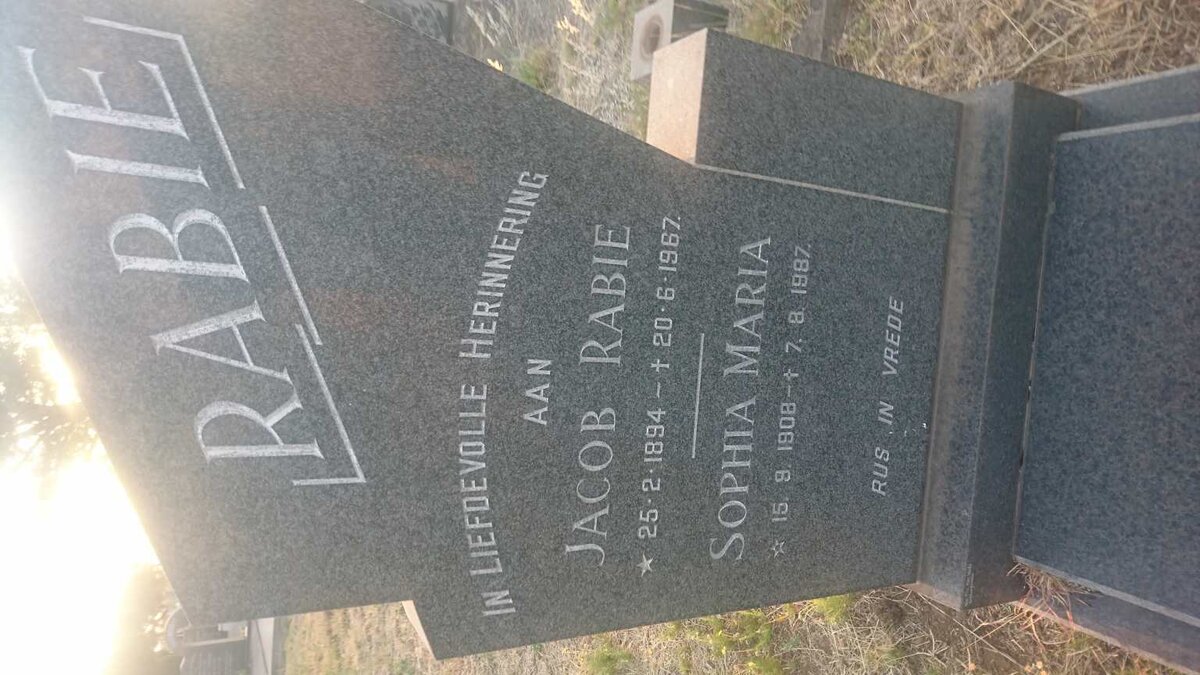 RABIE
IN LIEFDEVOLLE HERINNERING
AAN
JACOB RABIE
★ 25·2·1894 – † 20·6·1967.
SOPHIA MARIA
☆ 15. 9. 1908 – † 7. 8. 1987.
RUS IN VREDE